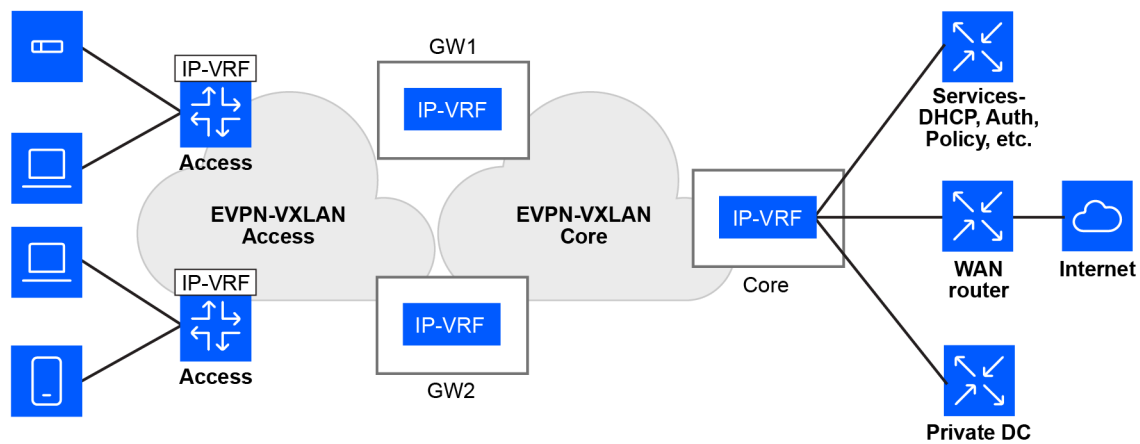 IP-VRF
Access
GW1
IP-VRF
EVPN-VXLAN
Access
EVPN-VXLAN
Core
IP-VRF
Access
IP-VRF
GW2
IP-VRF
Core
Services-
DHCP, Auth,
Policy, etc.
WAN
router
Internet
Private DC